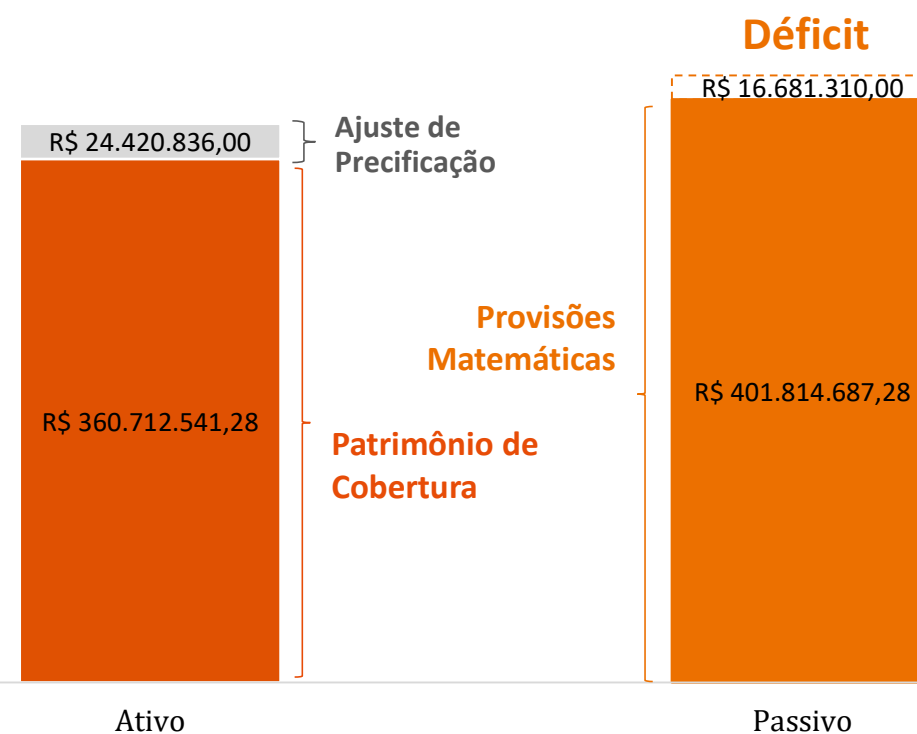 Déficit
R$ 16.681.310,00
R$ 24.420.836,00
Ajuste de
Precificação
Provisões
Matemáticas
R$ 401.814.687,28
R$ 360.712.541,28
Patrimônio de
Cobertura
Ativo
Passivo